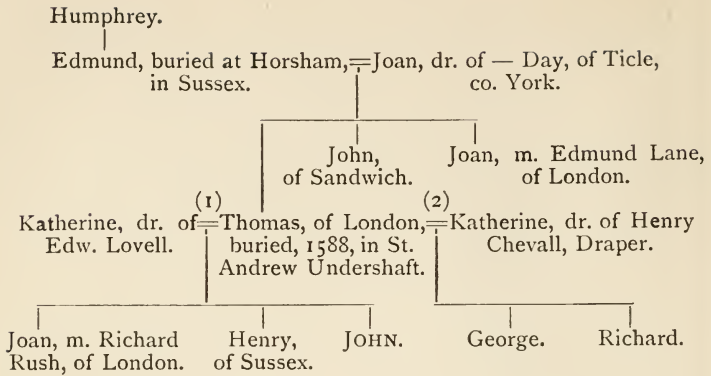 Humphrey.
Edmund, buried at Horsham,=Joan, dr. of — Day, of Ticle,
in Sussex. co. York.
John, Joan, m. Edmund Lane,
of Sandwich. of London.
(1) (2)
Katherine, dr. of=Thomas, of London,=Katherine, dr. of Henry
Edw. Lovell. buried, 1588, in St. Chevall, Draper.
Andrew Undershaft.
Joan, m. Richard Henry, JOHN. George. Richard.
Rush, of London. of Sussex.